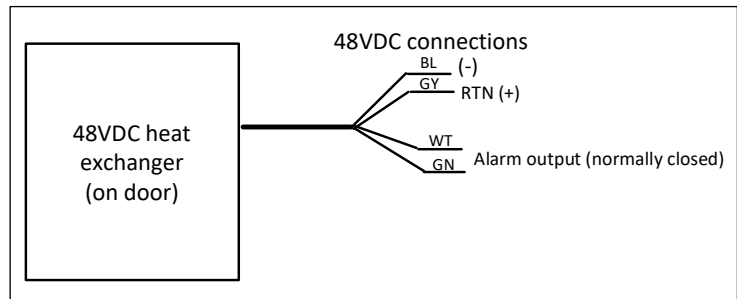 48VDC connections
BL (-)
GY RTN (+)
48VDC heat
exchanger
(on door)
WT
GN Alarm output (normally closed)